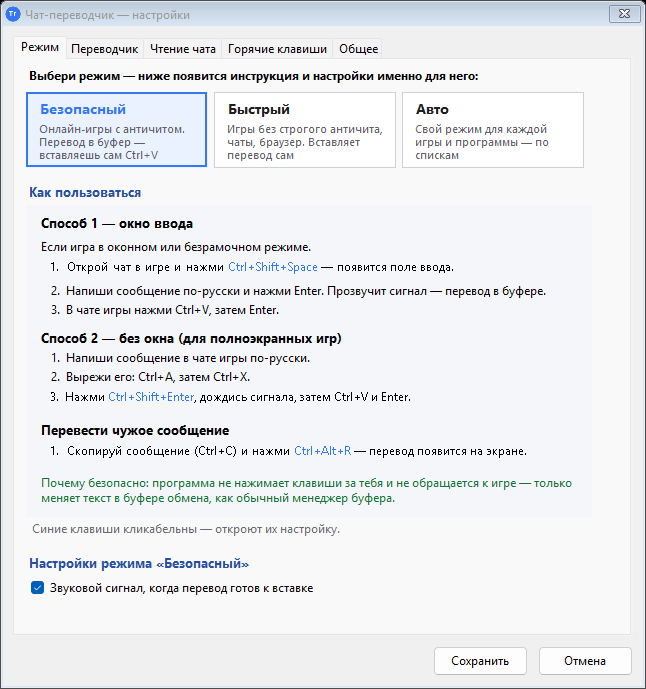 Tr Чат-переводчик — настройки
Режим Переводчик Чтение чата Горячие клавиши Общее
Выбери режим — ниже появится инструкция и настройки именно для него:
Безопасный
Онлайн-игры с античитом.
Перевод в буфер —
вставляешь сам Ctrl+V
Быстрый
Игры без строгого античита,
чаты, браузер. Вставляет
перевод сам
Авто
Свой режим для каждой
игры и программы — по
спискам
Как пользоваться
Способ 1 — окно ввода
Если игра в оконном или безрамочном режиме.
1. Открой чат в игре и нажми Ctrl+Shift+Space — появится поле ввода.
2. Напиши сообщение по-русски и нажми Enter. Прозвучит сигнал — перевод в буфере.
3. В чате игры нажми Ctrl+V, затем Enter.
Способ 2 — без окна (для полноэкранных игр)
1. Напиши сообщение в чате игры по-русски.
2. Вырежи его: Ctrl+A, затем Ctrl+X.
3. Нажми Ctrl+Shift+Enter, дождись сигнала, затем Ctrl+V и Enter.
Перевести чужое сообщение
1. Скопируй сообщение (Ctrl+C) и нажми Ctrl+Alt+R — перевод появится на экране.
Почему безопасно: программа не нажимает клавиши за тебя и не обращается к игре — только
меняет текст в буфере обмена, как обычный менеджер буфера.
Синие клавиши кликабельны — откроют их настройку.
Настройки режима «Безопасный»
Звуковой сигнал, когда перевод готов к вставке
Сохранить Отмена